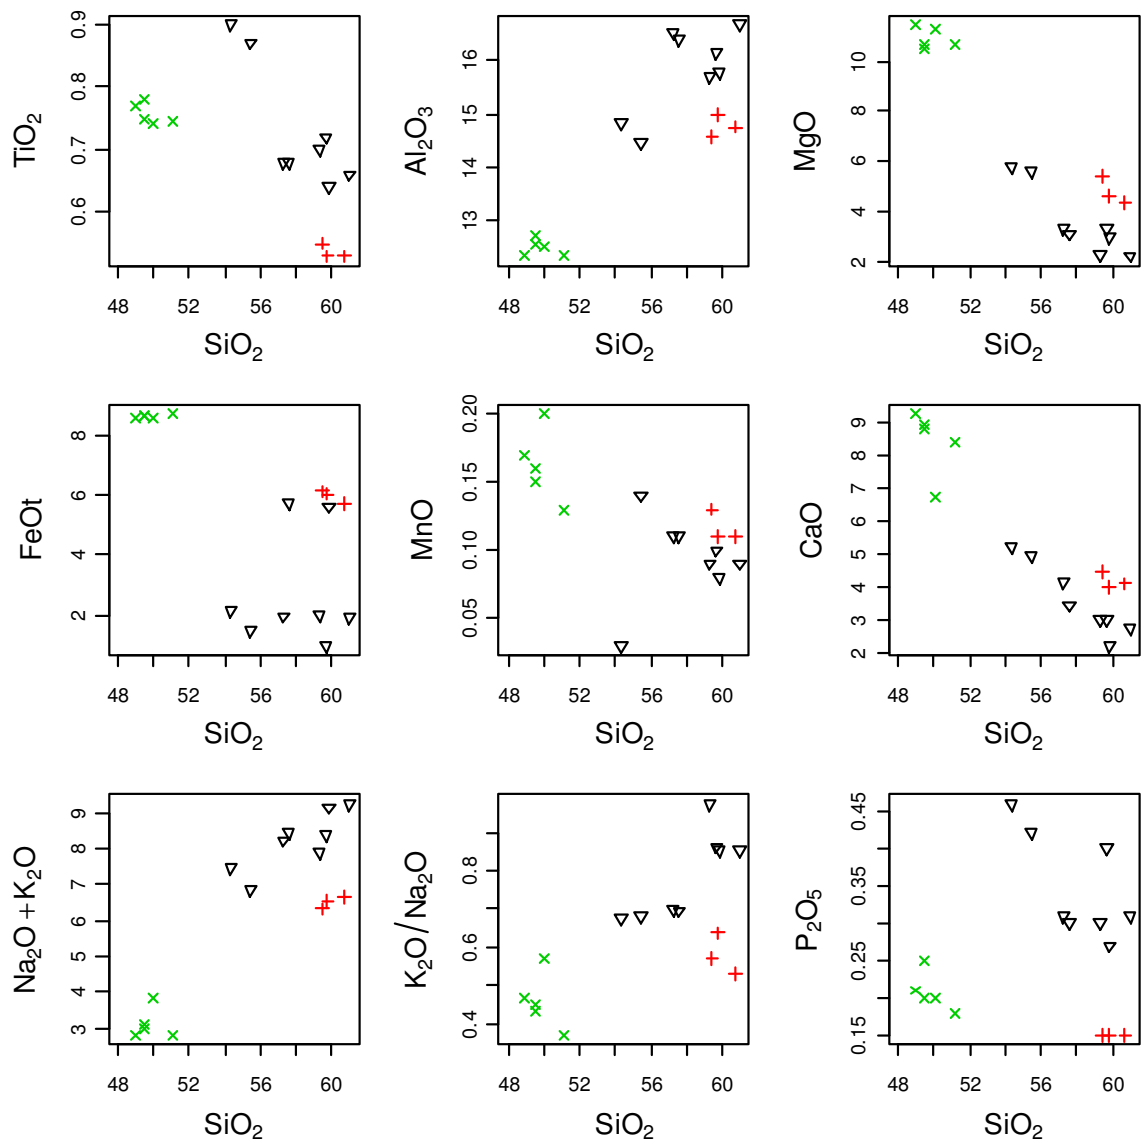 TiO₂
0.6 0.7 0.8 0.9
48 52 56 60
SiO₂
Al₂O₃
13 14 15 16
48 52 56 60
SiO₂
MgO
2 4 6 10
48 52 56 60
SiO₂
FeOt
2 4 6 8
48 52 56 60
SiO₂
MnO
0.05 0.10 0.15 0.20
48 52 56 60
SiO₂
CaO
2 3 4 5 6 7 8 9
48 52 56 60
SiO₂
Na₂O + K₂O
3 4 6 7 8 9
48 52 56 60
SiO₂
K₂O / Na₂O
0.4 0.6 0.8
48 52 56 60
SiO₂
P₂O₅
0.15 0.25 0.35 0.45
48 52 56 60
SiO₂